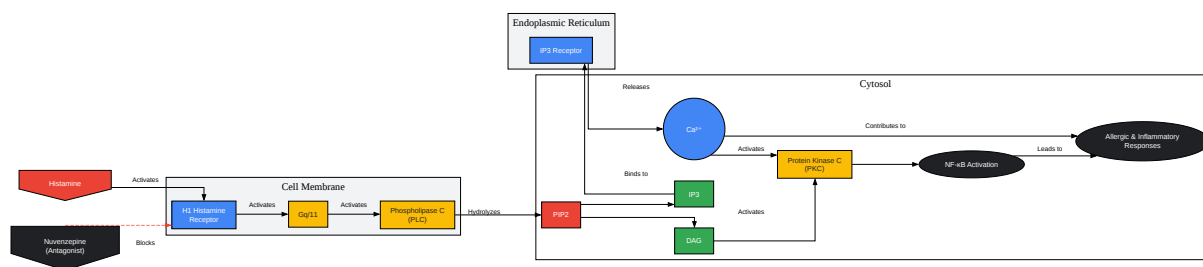 Endoplasmic Reticulum
IP3 Receptor
Cytosol
Releases
Ca²⁺
Contributes to
Allergic & Inflammatory
Responses
Activates
Protein Kinase C
(PKC)
NF-κB Activation
Leads to
Histamine
Activates
Cell Membrane
Binds to
IP3
H1 Histamine
Receptor
Activates
Gq/11
Activates
Phospholipase C
(PLC)
Hydrolyzes
PIP2
Activates
DAG
Nuvenzepine
(Antagonist)
Blocks